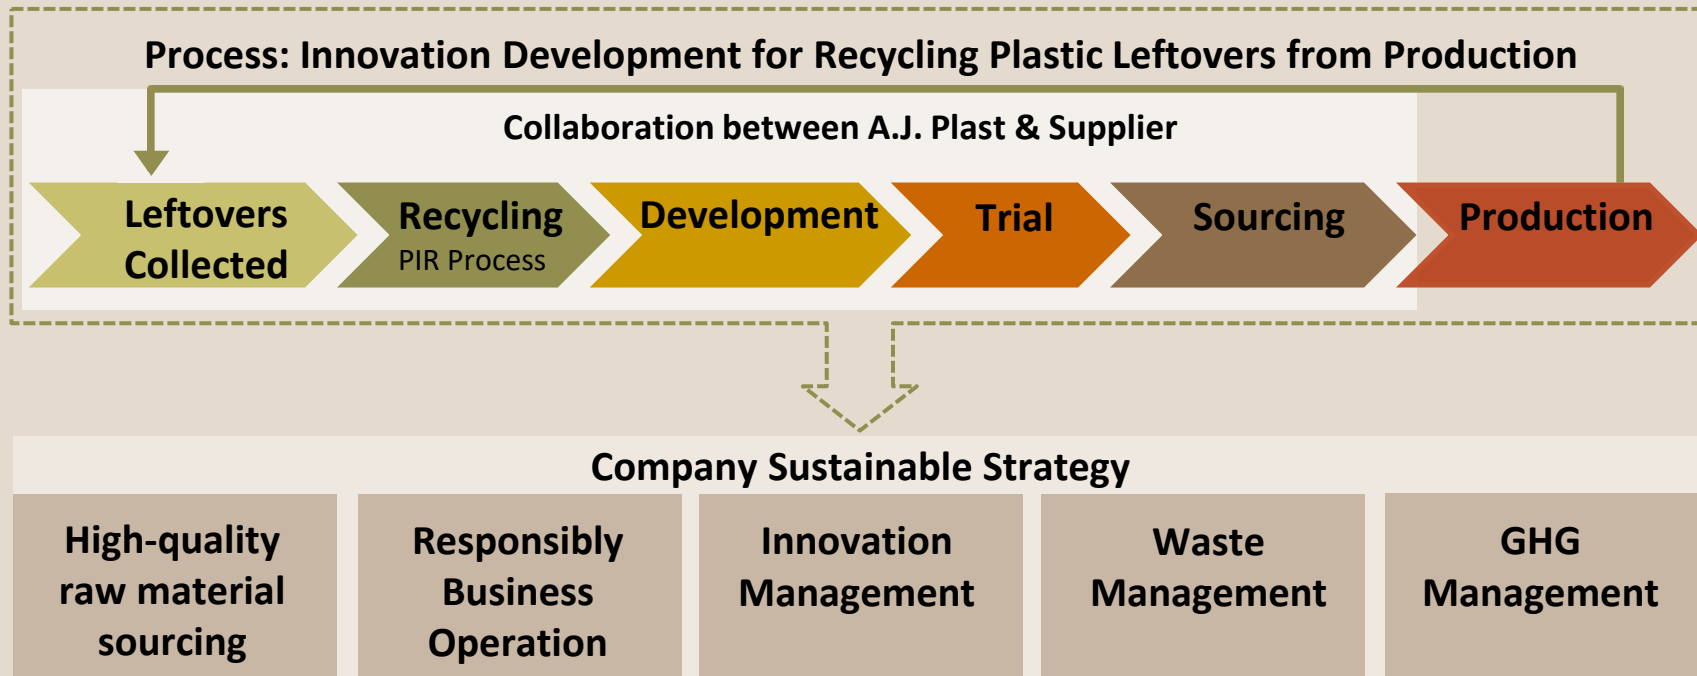 Process: Innovation Development for Recycling Plastic Leftovers from Production
Collaboration between A.J. Plast & Supplier
Leftovers
Collected
Recycling
PIR Process
Development
Trial
Sourcing
Production
Company Sustainable Strategy
High-quality
raw material
sourcing
Responsibly
Business
Operation
Innovation
Management
Waste
Management
GHG
Management